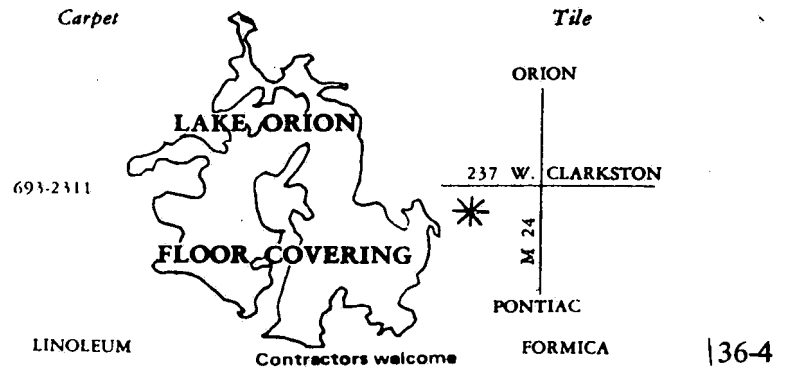 Carpet
Tile
ORION
LAKE ORION
237 W. CLARKSTON
693-2311
M 24
FLOOR COVERING
PONTIAC
LINOLEUM
Contractors welcome
FORMICA
36-4